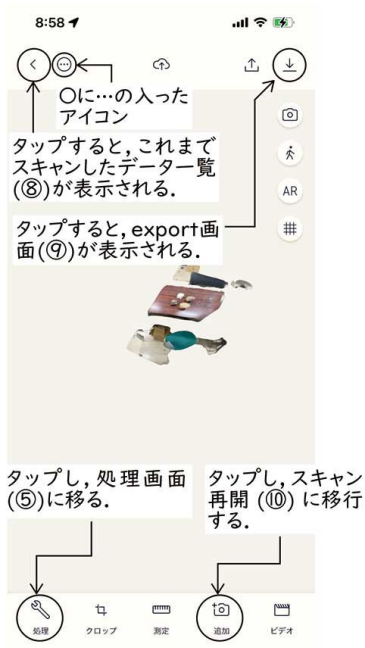 8:58
〇に…の入った
アイコン
タップすると，これまで
スキャンしたデータ一覧
(⑧)が表示される．
タップすると，export画
面(⑨)が表示される．
AR
タップし，処理画面
(⑤)に移る．
タップし，スキャン
再開 (⑩) に移行
する．
処理
クロップ
測定
追加
ビデオ